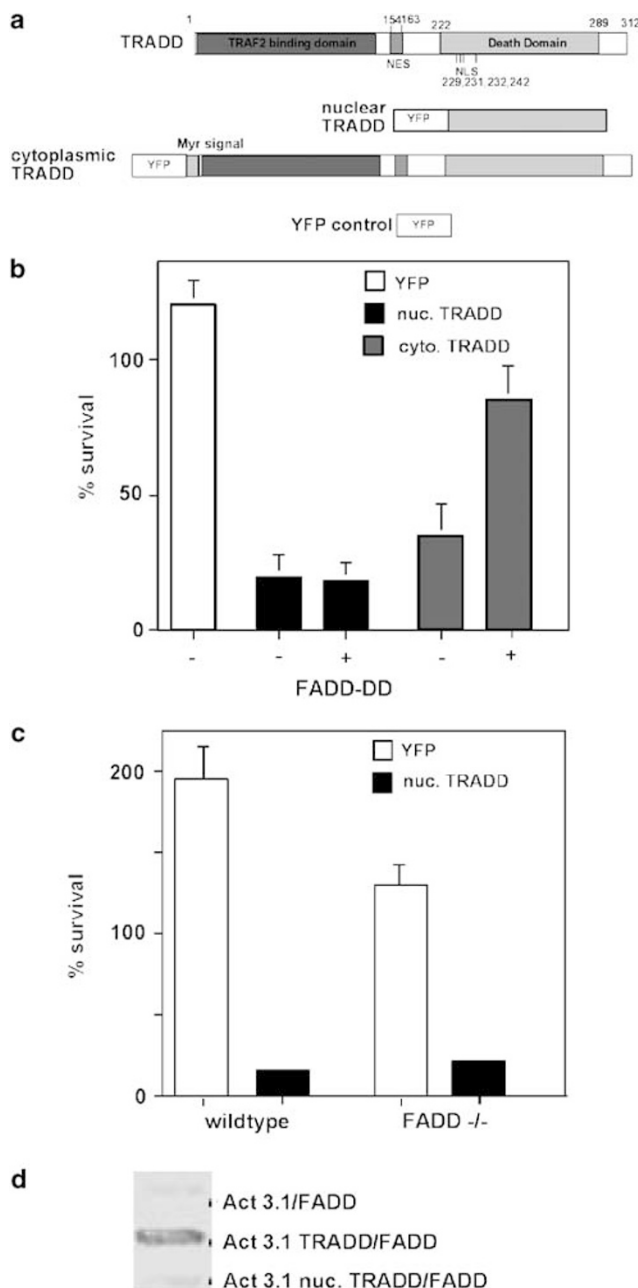 a
1 154 163 222 289 312
TRADD TRAF2 binding domain Death Domain
NES NLS
229,231,232,242
nuclear
TRADD YFP
Myr signal
cytoplasmic
TRADD YFP
YFP control YFP
b
YFP
nuc. TRADD
cyto. TRADD
100
50
0
% survival
- - + - +
FADD-DD
c
YFP
nuc. TRADD
200
100
0
% survival
wildtype FADD -/-
d
Act 3.1/FADD
Act 3.1 TRADD/FADD
Act 3.1 nuc. TRADD/FADD